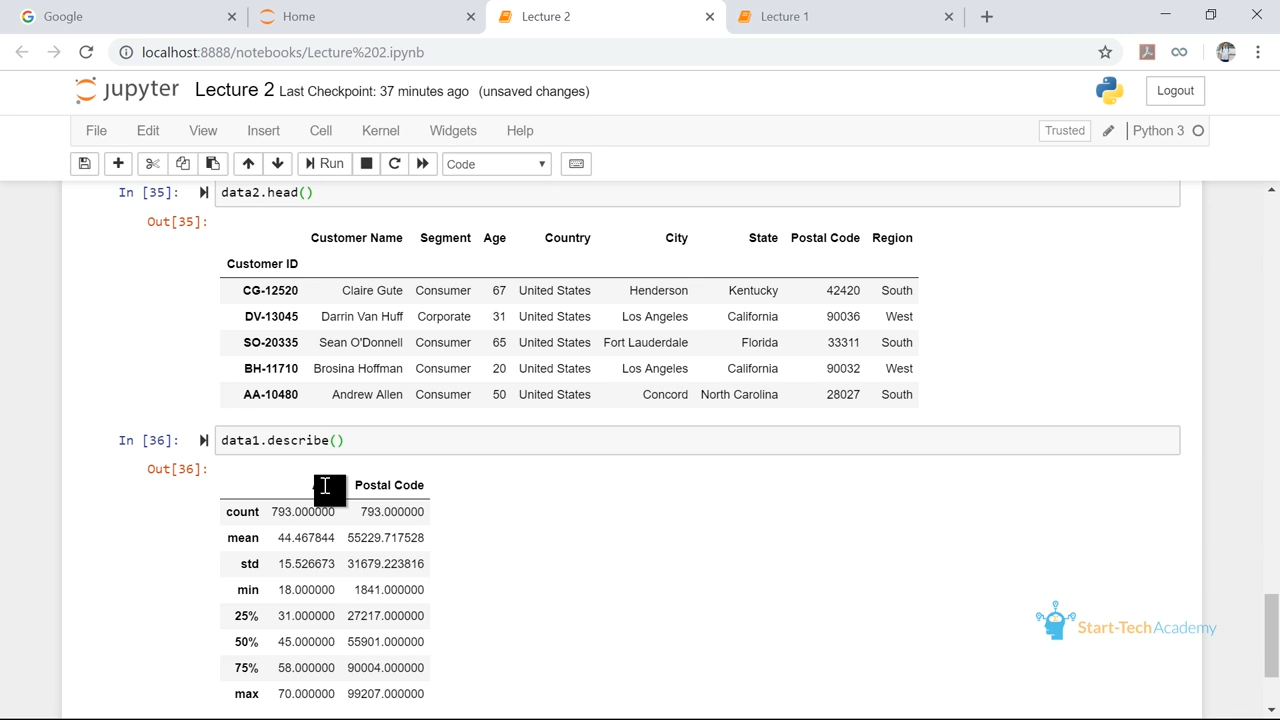 Google
Home
Lecture 2
Lecture 1
localhost:8888/notebooks/Lecture%202.ipynb
jupyter Lecture 2 Last Checkpoint: 37 minutes ago (unsaved changes)
Logout
File Edit View Insert Cell Kernel Widgets Help
Trusted
Python 3
Run
Code
In [35]: data2.head()
Out[35]:
Customer Name Segment Age Country City State Postal Code Region
Customer ID
CG-12520 Claire Gute Consumer 67 United States Henderson Kentucky 42420 South
DV-13045 Darrin Van Huff Corporate 31 United States Los Angeles California 90036 West
SO-20335 Sean O'Donnell Consumer 65 United States Fort Lauderdale Florida 33311 South
BH-11710 Brosina Hoffman Consumer 20 United States Los Angeles California 90032 West
AA-10480 Andrew Allen Consumer 50 United States Concord North Carolina 28027 South
In [36]: data1.describe()
Out[36]:
Postal Code
count 793.000000 793.000000
mean 44.467844 55229.717528
std 15.526673 31679.223816
min 18.000000 1841.000000
25% 31.000000 27217.000000
50% 45.000000 55901.000000
75% 58.000000 90004.000000
max 70.000000 99207.000000
Start-Tech Academy